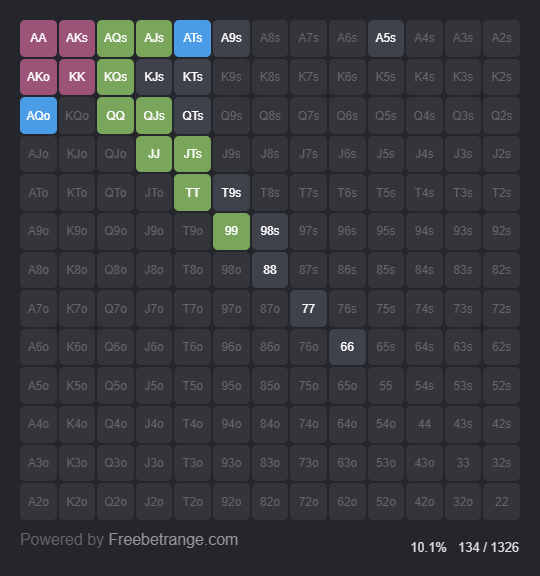 AA AKs AQs AJs ATs A9s A8s A7s A6s A5s A4s A3s A2s
AKo KK KQs KJs KTs K9s K8s K7s K6s K5s K4s K3s K2s
AQo KQo QQ QJs QTs Q9s Q8s Q7s Q6s Q5s Q4s Q3s Q2s
AJo KJo QJo JJ JTs J9s J8s J7s J6s J5s J4s J3s J2s
ATo KTo QTo JTo TT T9s T8s T7s T6s T5s T4s T3s T2s
A9o K9o Q9o J9o T9o 99 98s 97s 96s 95s 94s 93s 92s
A8o K8o Q8o J8o T8o 98o 88 87s 86s 85s 84s 83s 82s
A7o K7o Q7o J7o T7o 97o 87o 77 76s 75s 74s 73s 72s
A6o K6o Q6o J6o T6o 96o 86o 76o 66 65s 64s 63s 62s
A5o K5o Q5o J5o T5o 95o 85o 75o 65o 55 54s 53s 52s
A4o K4o Q4o J4o T4o 94o 84o 74o 64o 54o 44 43s 42s
A3o K3o Q3o J3o T3o 93o 83o 73o 63o 53o 43o 33 32s
A2o K2o Q2o J2o T2o 92o 82o 72o 62o 52o 42o 32o 22
Powered by Freebetrange.com
10.1% 134 / 1326